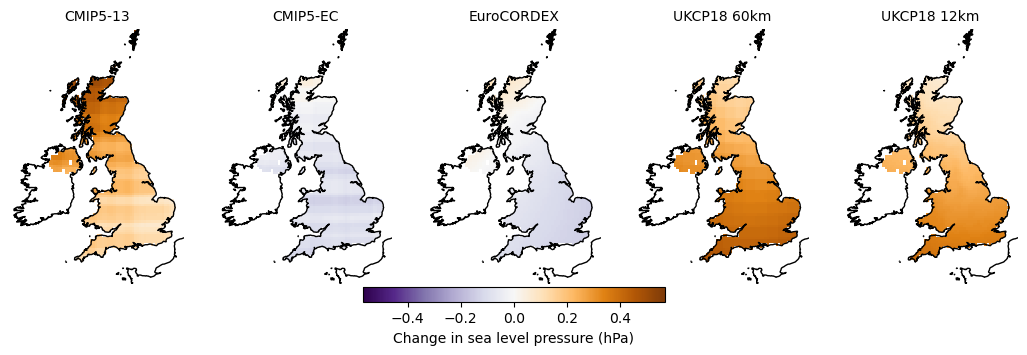 CMIP5-13 CMIP5-EC EuroCORDEX UKCP18 60km UKCP18 12km
−0.4 −0.2 0.0 0.2 0.4
Change in sea level pressure (hPa)